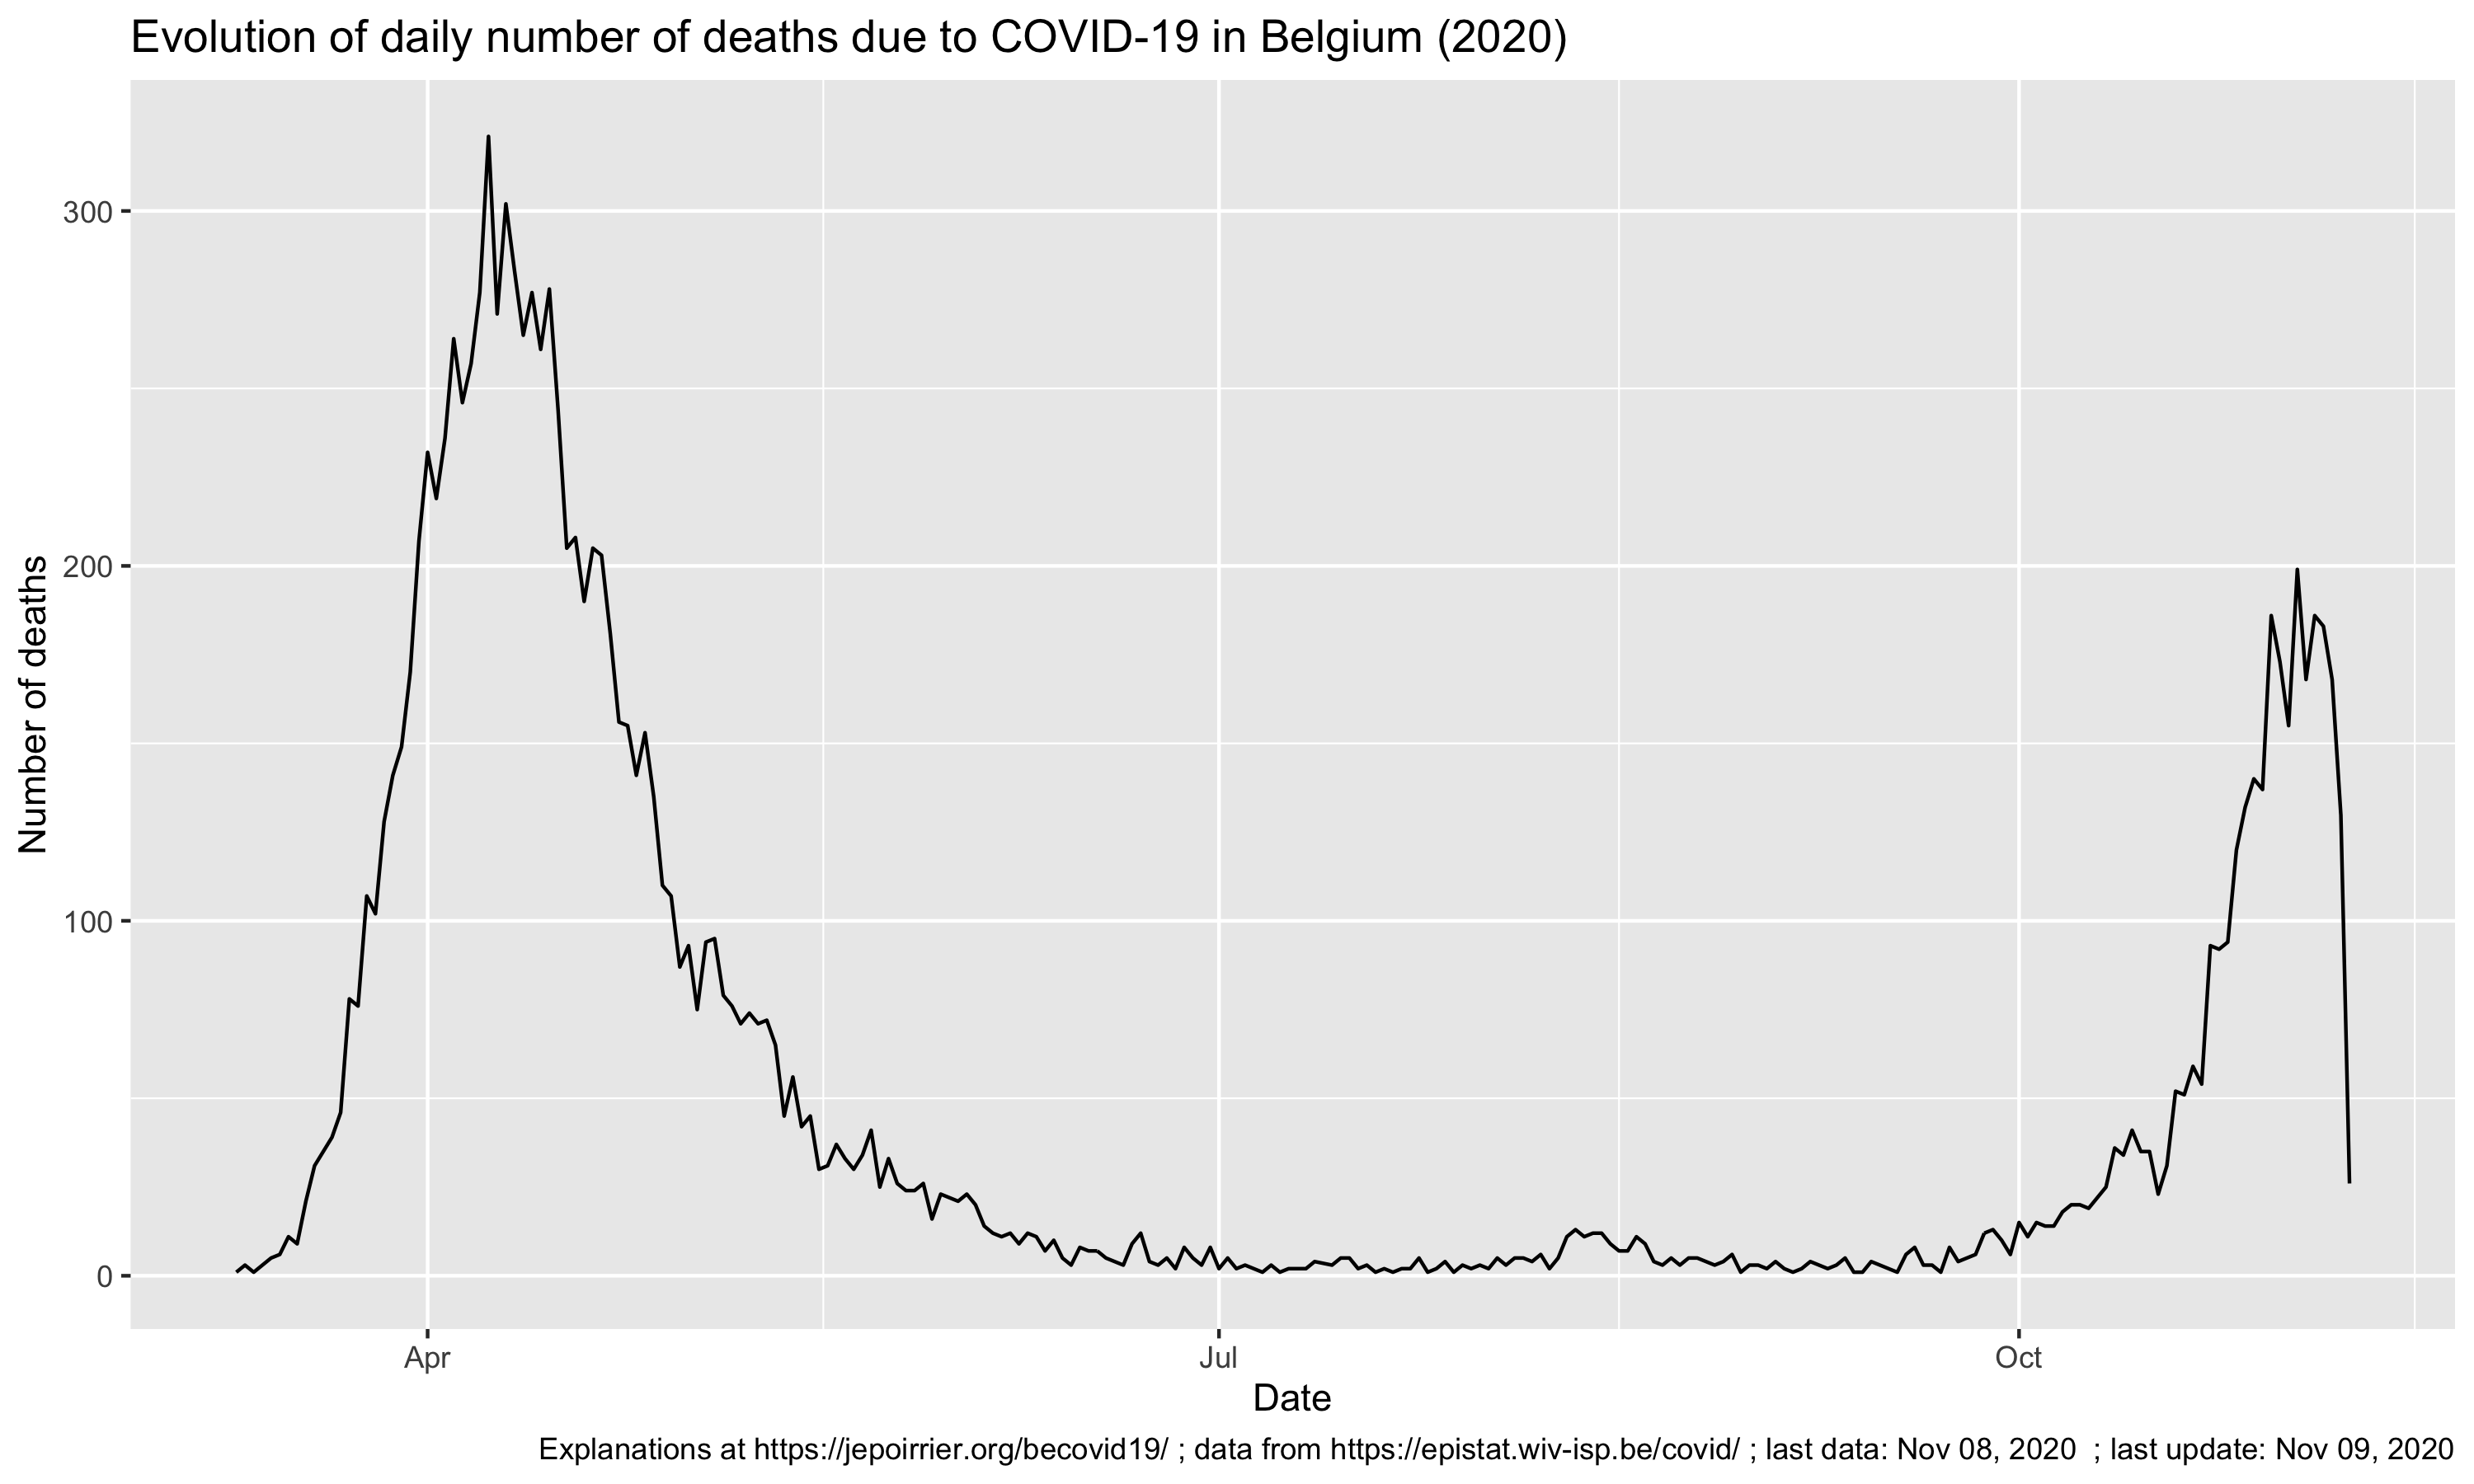 Evolution of daily number of deaths due to COVID-19 in Belgium (2020)
Number of deaths
300
200
100
0
Apr
Jul
Oct
Date
Explanations at https://jepoirrier.org/becovid19/ ; data from https://epistat.wiv-isp.be/covid/ ; last data: Nov 08, 2020  ; last update: Nov 09, 2020